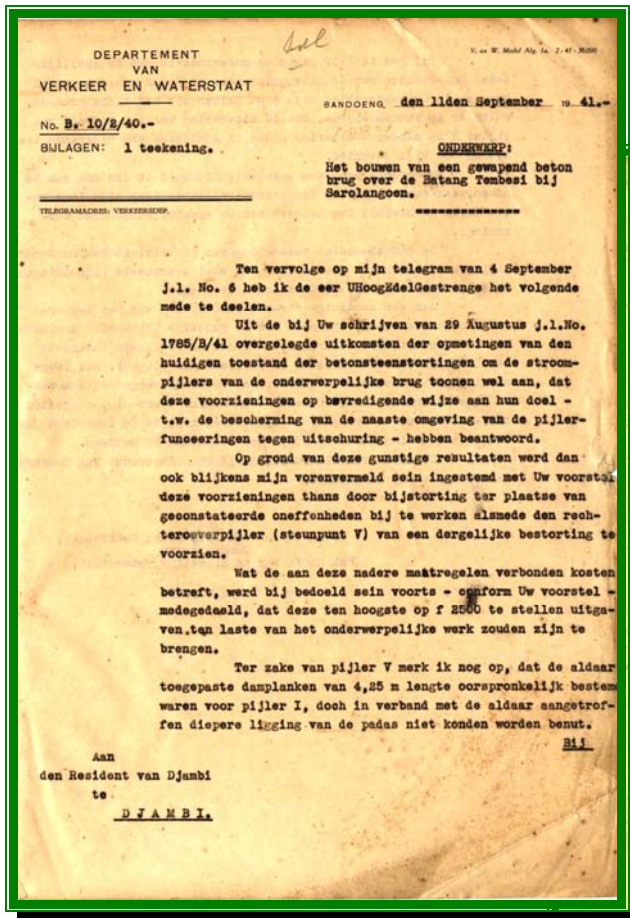 V. en W. Model Alg. 1a. 2-41-30.000
DEPARTEMENT
VAN
VERKEER EN WATERSTAAT
BANDOENG, den 11den September 1941.-
No. B. 10/2/40.-
BIJLAGEN: 1 teekening.
ONDERWERP:
Het bouwen van een gewapend beton
brug over de Batang Tembesi bij
Sarolangoen.
TELEGRAMADRES: VERKEERSDEP.
Ten vervolge op mijn telegram van 4 September
j.l. No. 6 heb ik de eer UHoogEdelGestrenge het volgende
mede te deelen.
Uit de bij Uw schrijven van 29 Augustus j.l.No.
1785/B/41 overgelegde uitkomsten der opmetingen van den
huidigen toestand der betonsteenstortingen om de stroom-
pijlers van de onderwerpelijke brug toonen wel aan, dat
deze voorzieningen op bevredigende wijze aan hun doel -
t.w. de bescherming van de naaste omgeving van de pijler-
funceeringen tegen uitschuring - hebben beantwoord.
Op grond van deze gunstige resultaten werd dan
ook blijkens mijn vorenvermeld sein ingestemd met Uw voorstel
deze voorzieningen thans door bijstorting ter plaatse van
geconstateerde oneffenheden bij te werken alsmede den rech-
teroeverpijler (steunpunt V) van een dergelijke bestorting te
voorzien.
Wat de aan deze nadere maatregelen verbonden kosten
betreft, werd bij bedoeld sein voorts - conform Uw voorstel -
medegedeeld, dat deze ten hoogste op f 2500 te stellen uitga-
ven ten laste van het onderwerpelijke werk zouden zijn te
brengen.
Ter zake van pijler V merk ik nog op, dat de aldaar
toegepaste damplanken van 4,25 m lengte oorspronkelijk bestem
waren voor pijler I, doch in verband met de aldaar aangetrof-
fen diepere ligging van de padas niet konden worden benut.
Bij
Aan
den Resident van Djambi
te
DJAMBI.